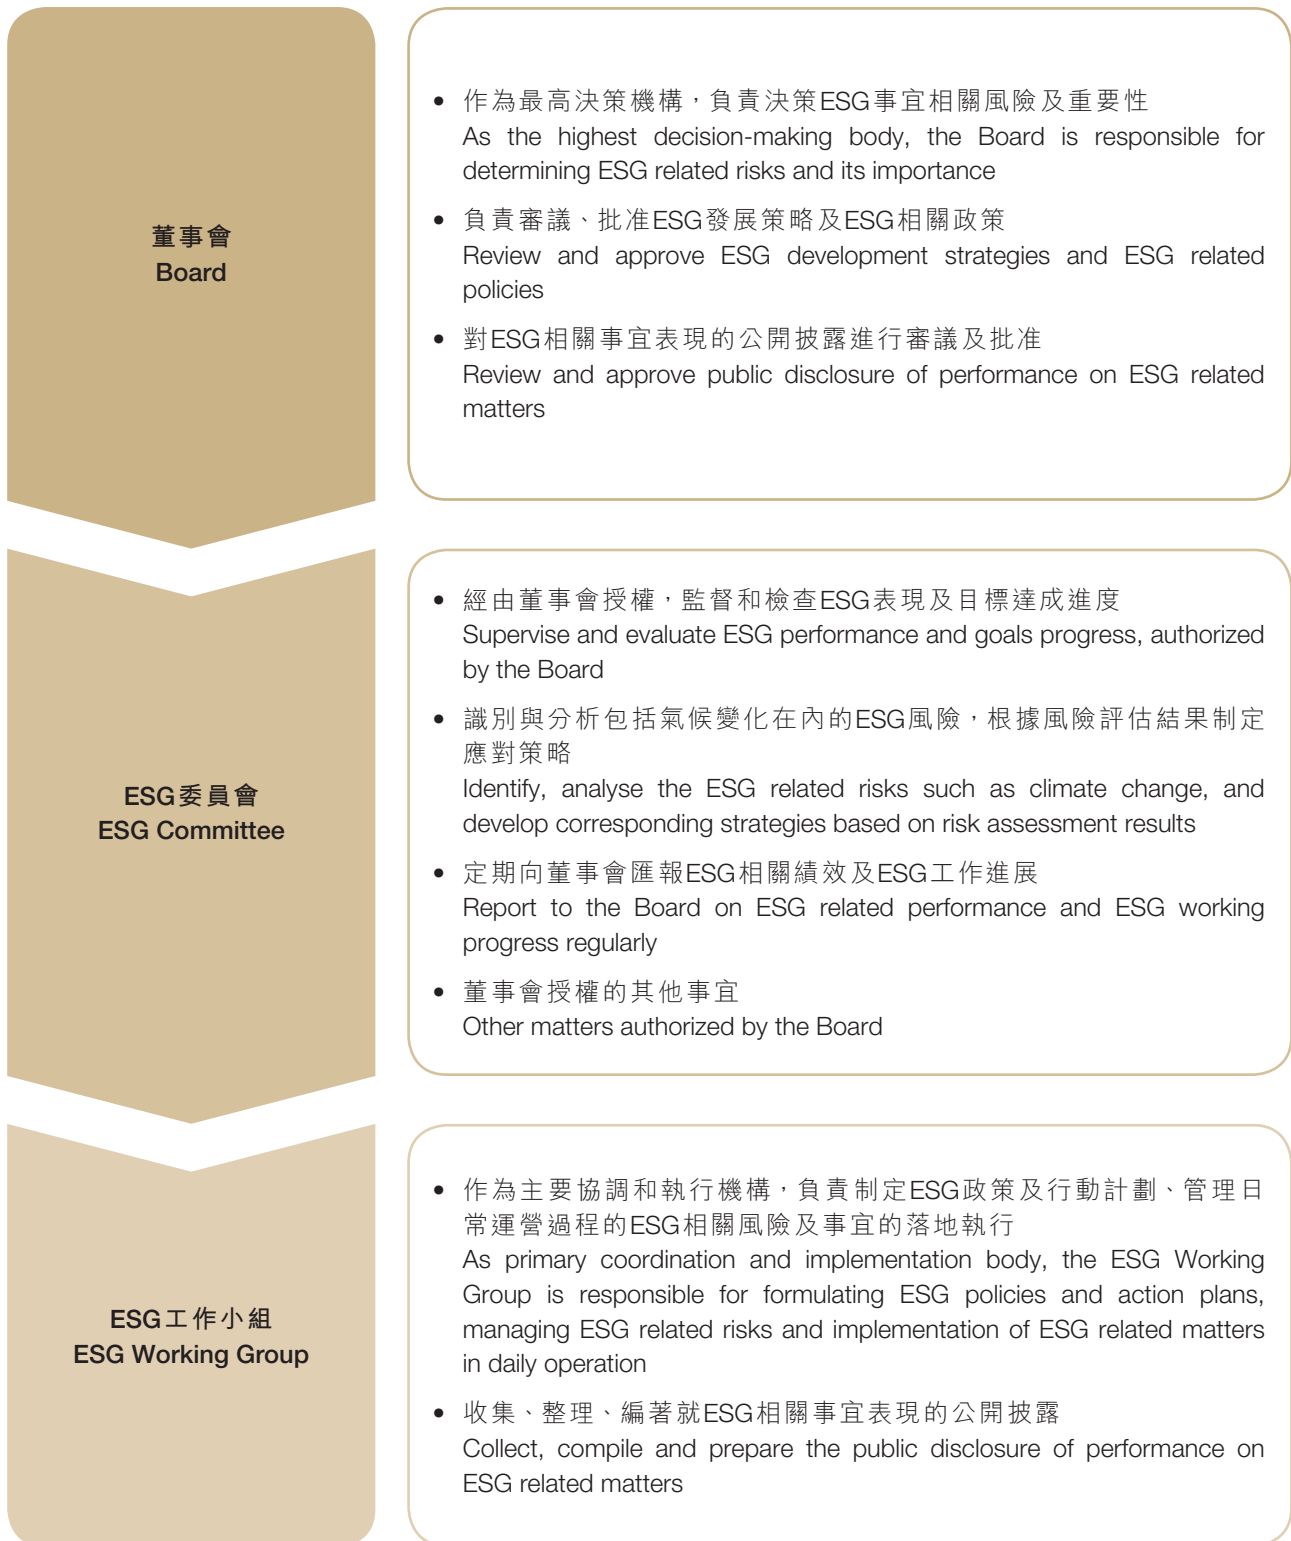 董事會
Board
• 作為最高決策機構，負責決策ESG事宜相關風險及重要性
As the highest decision-making body, the Board is responsible for
determining ESG related risks and its importance
• 負責審議、批准ESG發展策略及ESG相關政策
Review and approve ESG development strategies and ESG related
policies
• 對ESG相關事宜表現的公開披露進行審議及批准
Review and approve public disclosure of performance on ESG related
matters
ESG委員會
ESG Committee
• 經由董事會授權，監督和檢查ESG表現及目標達成進度
Supervise and evaluate ESG performance and goals progress, authorized
by the Board
• 識別與分析包括氣候變化在內的ESG風險，根據風險評估結果制定
應對策略
Identify, analyse the ESG related risks such as climate change, and
develop corresponding strategies based on risk assessment results
• 定期向董事會匯報ESG相關績效及ESG工作進展
Report to the Board on ESG related performance and ESG working
progress regularly
• 董事會授權的其他事宜
Other matters authorized by the Board
ESG工作小組
ESG Working Group
• 作為主要協調和執行機構，負責制定ESG政策及行動計劃、管理日
常運營過程的ESG相關風險及事宜的落地執行
As primary coordination and implementation body, the ESG Working
Group is responsible for formulating ESG policies and action plans,
managing ESG related risks and implementation of ESG related matters
in daily operation
• 收集、整理、編著就ESG相關事宜表現的公開披露
Collect, compile and prepare the public disclosure of performance on
ESG related matters